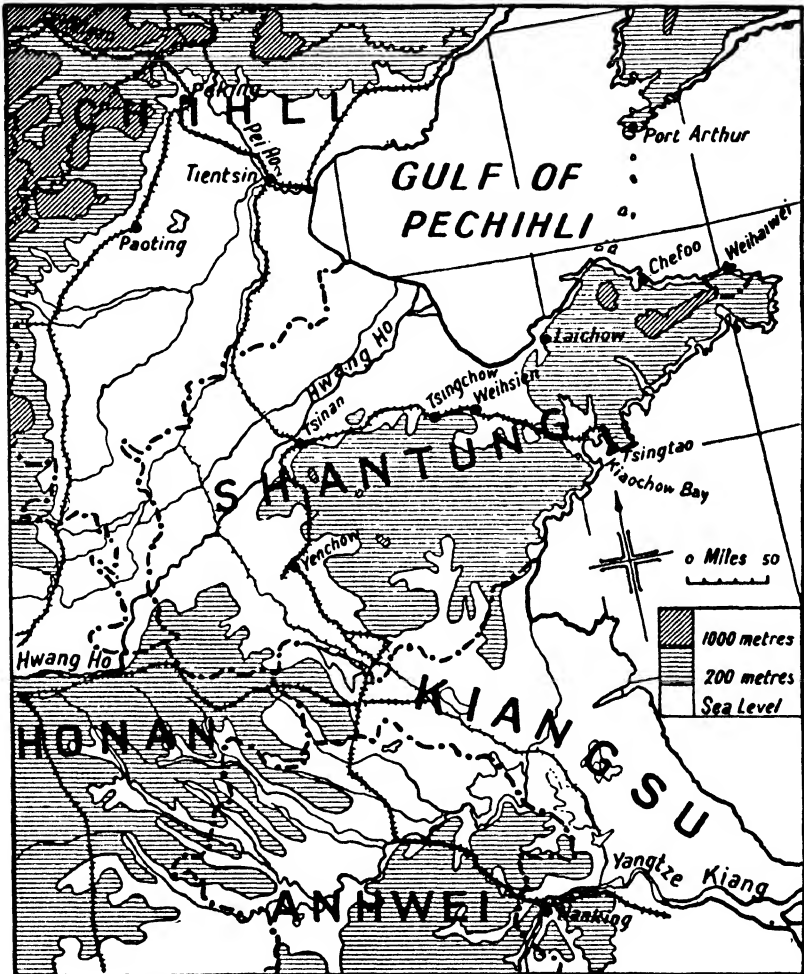 Peking
CHIHLI
Pei Ho
Tientsin
Paoting
GULF OF
PECHIHLI
Port Arthur
Chefoo
Weihaiwei
Laichow
Hwang Ho
Tsingchow
Weihsien
Tsinan
SHANTUNG
Tsingtao
Kiaochow Bay
Yenchow
0 Miles 50
1000 metres
200 metres
Sea Level
Hwang Ho
KIANGSU
HONAN
Yangtze Kiang
ANHWEI
Nanking